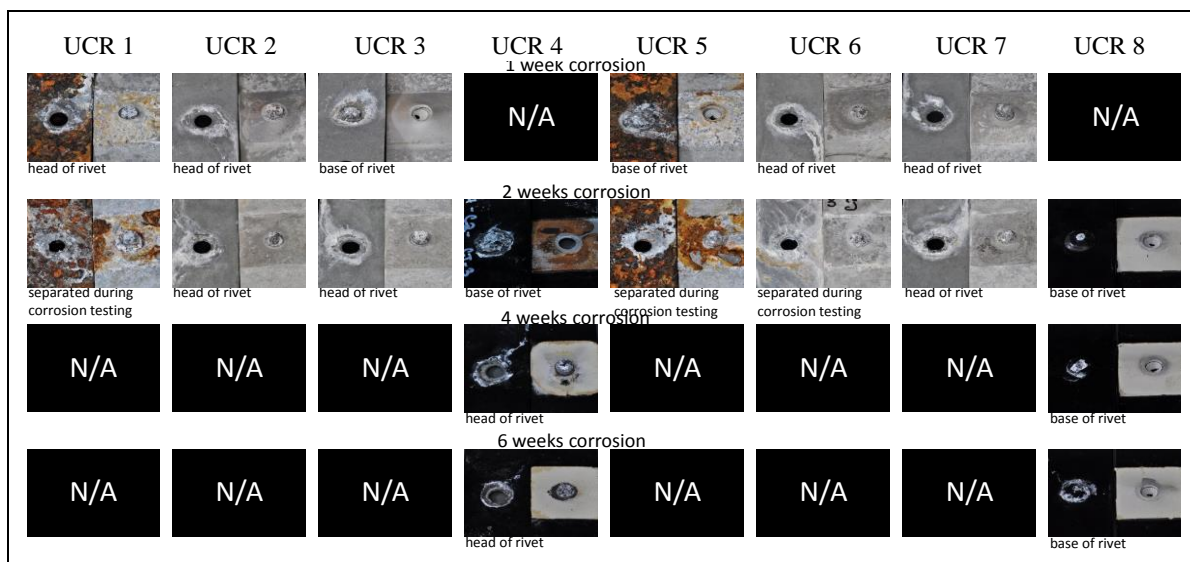 UCR 1 UCR 2 UCR 3 UCR 4 UCR 5 UCR 6 UCR 7 UCR 8
1 week corrosion
N/A N/A
head of rivet head of rivet base of rivet base of rivet head of rivet head of rivet
2 weeks corrosion
separated during corrosion testing head of rivet head of rivet base of rivet separated during corrosion testing separated during corrosion testing head of rivet base of rivet
4 weeks corrosion
N/A N/A N/A N/A N/A N/A
head of rivet base of rivet
6 weeks corrosion
N/A N/A N/A N/A N/A N/A
head of rivet base of rivet